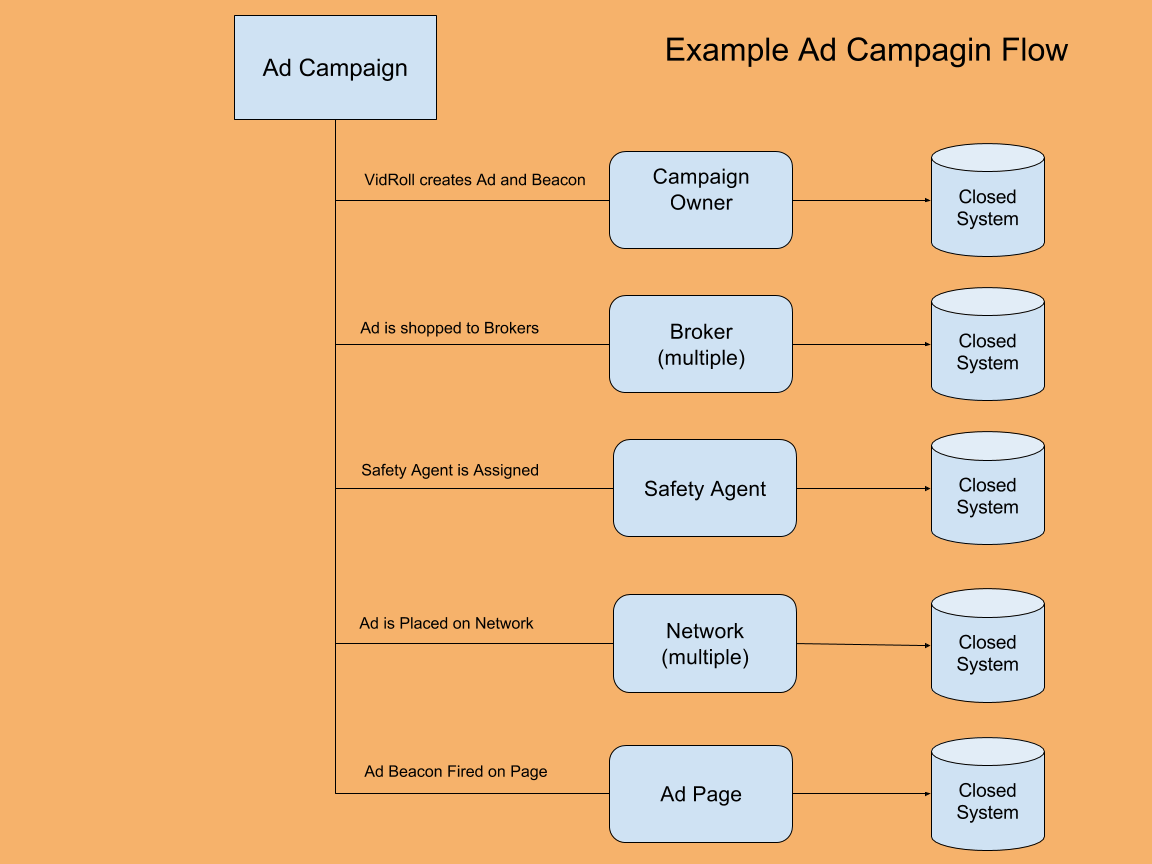 Ad Campaign
Example Ad Campagin Flow
VidRoll creates Ad and Beacon
Campaign
Owner
Closed
System
Ad is shopped to Brokers
Broker
(multiple)
Closed
System
Safety Agent is Assigned
Safety Agent
Closed
System
Ad is Placed on Network
Network
(multiple)
Closed
System
Ad Beacon Fired on Page
Ad Page
Closed
System